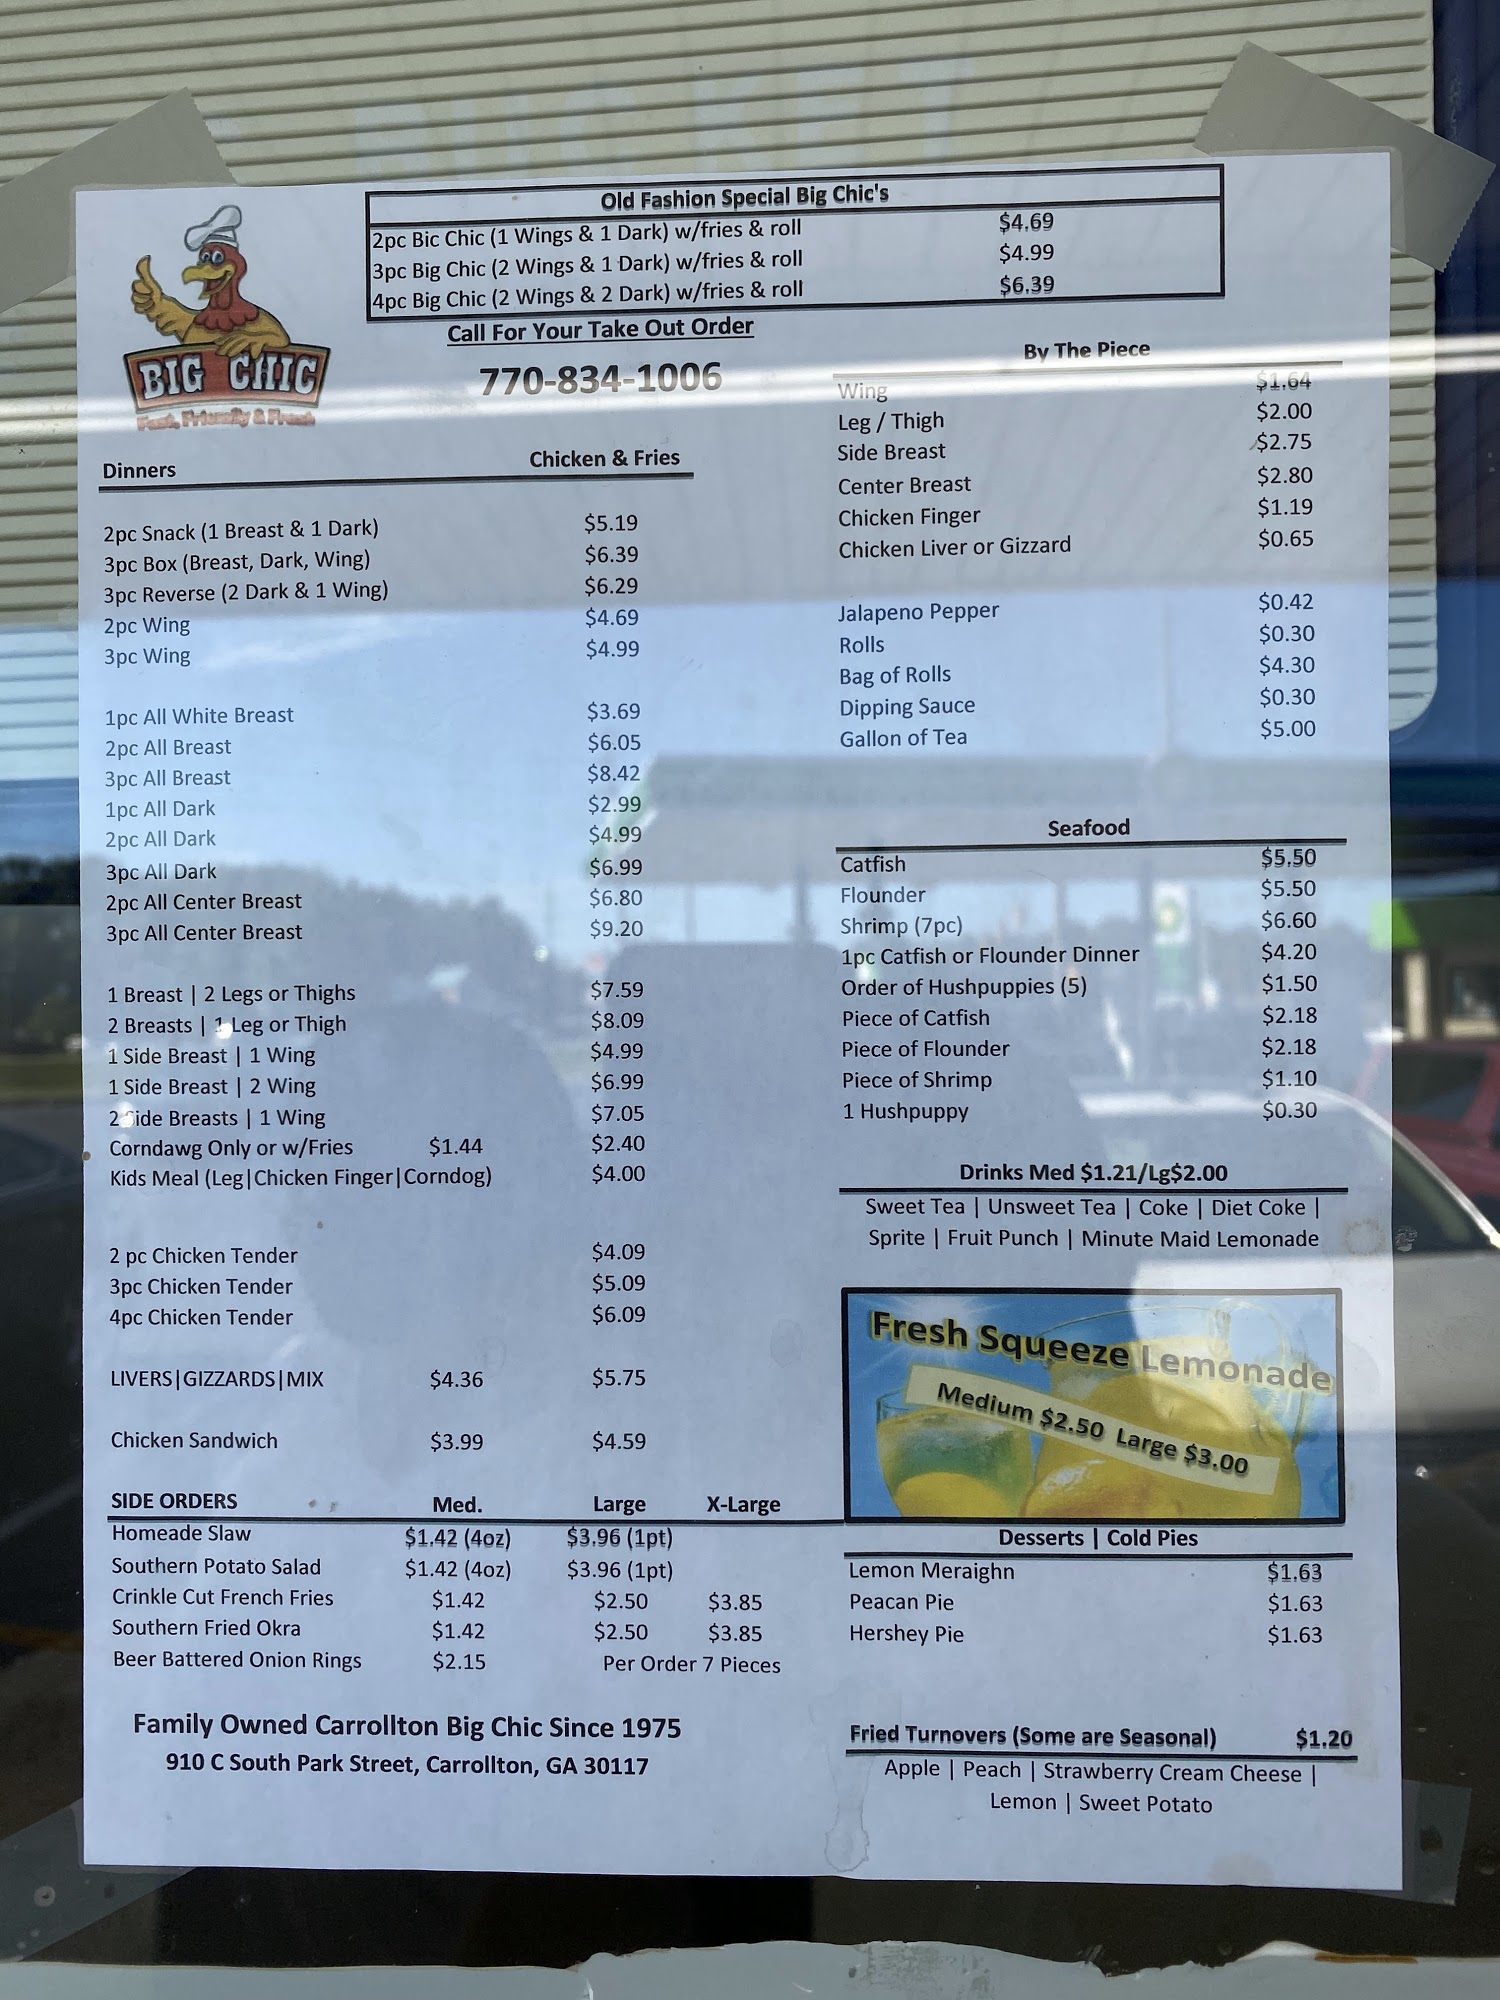 Old Fashion Special Big Chic's
2pc Bic Chic (1 Wings & 1 Dark) w/fries & roll $4.69
3pc Big Chic (2 Wings & 1 Dark) w/fries & roll $4.99
4pc Big Chic (2 Wings & 2 Dark) w/fries & roll $6.39
BIG CHIC
Fast, Friendly & Fresh
Call For Your Take Out Order
770-834-1006
Dinners Chicken & Fries
2pc Snack (1 Breast & 1 Dark) $5.19
3pc Box (Breast, Dark, Wing) $6.39
3pc Reverse (2 Dark & 1 Wing) $6.29
2pc Wing $4.69
3pc Wing $4.99
1pc All White Breast $3.69
2pc All Breast $6.05
3pc All Breast $8.42
1pc All Dark $2.99
2pc All Dark $4.99
3pc All Dark $6.99
2pc All Center Breast $6.80
3pc All Center Breast $9.20
1 Breast | 2 Legs or Thighs $7.59
2 Breasts | 1 Leg or Thigh $8.09
1 Side Breast | 1 Wing $4.99
1 Side Breast | 2 Wing $6.99
2 Side Breasts | 1 Wing $7.05
Corndawg Only or w/Fries $1.44 $2.40
Kids Meal (Leg|Chicken Finger|Corndog) $4.00
2 pc Chicken Tender $4.09
3pc Chicken Tender $5.09
4pc Chicken Tender $6.09
LIVERS|GIZZARDS|MIX $4.36 $5.75
Chicken Sandwich $3.99 $4.59
SIDE ORDERS Med. Large X-Large
Homeade Slaw $1.42 (4oz) $3.96 (1pt)
Southern Potato Salad $1.42 (4oz) $3.96 (1pt)
Crinkle Cut French Fries $1.42 $2.50 $3.85
Southern Fried Okra $1.42 $2.50 $3.85
Beer Battered Onion Rings $2.15 Per Order 7 Pieces
Family Owned Carrollton Big Chic Since 1975
910 C South Park Street, Carrollton, GA 30117
By The Piece
Wing $1.64
Leg / Thigh $2.00
Side Breast $2.75
Center Breast $2.80
Chicken Finger $1.19
Chicken Liver or Gizzard $0.65
Jalapeno Pepper $0.42
Rolls $0.30
Bag of Rolls $4.30
Dipping Sauce $0.30
Gallon of Tea $5.00
Seafood
Catfish $5.50
Flounder $5.50
Shrimp (7pc) $6.60
1pc Catfish or Flounder Dinner $4.20
Order of Hushpuppies (5) $1.50
Piece of Catfish $2.18
Piece of Flounder $2.18
Piece of Shrimp $1.10
1 Hushpuppy $0.30
Drinks Med $1.21/Lg$2.00
Sweet Tea | Unsweet Tea | Coke | Diet Coke |
Sprite | Fruit Punch | Minute Maid Lemonade
Fresh Squeeze Lemonade
Medium $2.50 Large $3.00
Desserts | Cold Pies
Lemon Meraighn $1.63
Peacan Pie $1.63
Hershey Pie $1.63
Fried Turnovers (Some are Seasonal) $1.20
Apple | Peach | Strawberry Cream Cheese |
Lemon | Sweet Potato